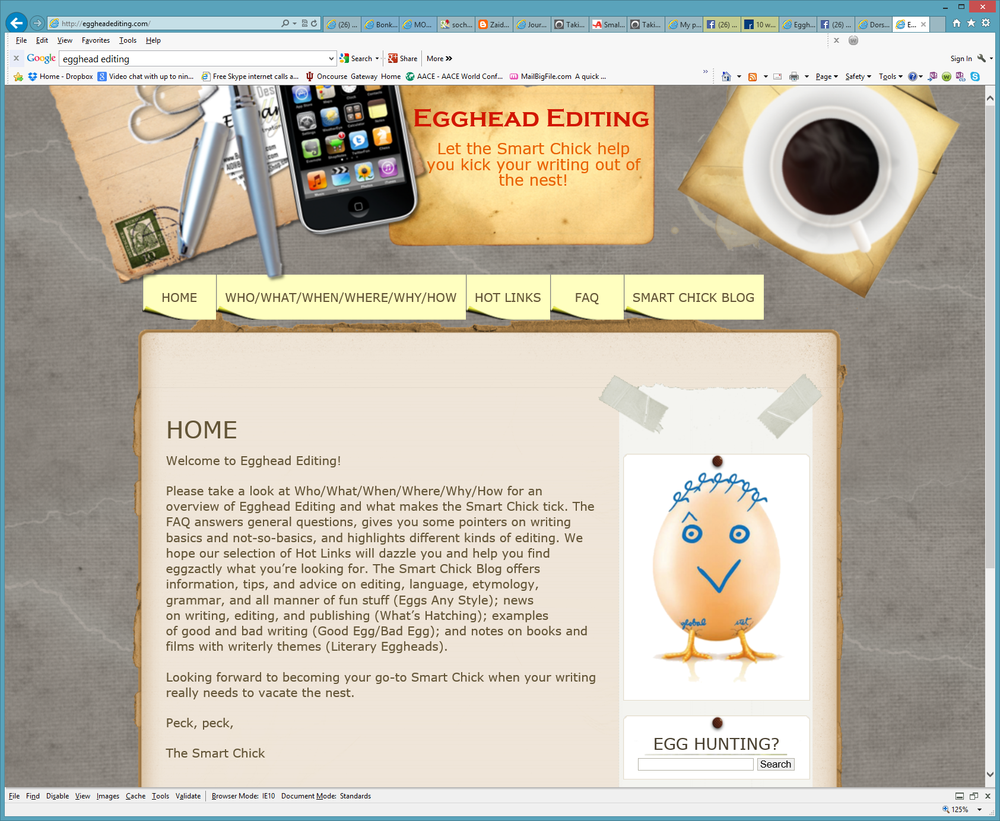 http://eggheadediting.com/
(26) ...
Bonk...
MO...
soch...
Zaid...
Jour...
Taki...
Smal...
Taki...
My p...
(26) ...
10 w...
Eggh...
(26) ...
Dors...
E...
File Edit View Favorites Tools Help
Google egghead editing Search Share More Sign In
Home - Dropbox Video chat with up to nin... Free Skype internet calls a... Oncourse Gateway Home AACE - AACE World Conf... MailBigFile.com A quick ... Page Safety Tools
EGGHEAD EDITING
Let the Smart Chick help
you kick your writing out of
the nest!
HOME
WHO/WHAT/WHEN/WHERE/WHY/HOW
HOT LINKS
FAQ
SMART CHICK BLOG
HOME
Welcome to Egghead Editing!
Please take a look at Who/What/When/Where/Why/How for an
overview of Egghead Editing and what makes the Smart Chick tick. The
FAQ answers general questions, gives you some pointers on writing
basics and not-so-basics, and highlights different kinds of editing. We
hope our selection of Hot Links will dazzle you and help you find
eggzactly what you’re looking for. The Smart Chick Blog offers
information, tips, and advice on editing, language, etymology,
grammar, and all manner of fun stuff (Eggs Any Style); news
on writing, editing, and publishing (What’s Hatching); examples
of good and bad writing (Good Egg/Bad Egg); and notes on books and
films with writerly themes (Literary Eggheads).
Looking forward to becoming your go-to Smart Chick when your writing
really needs to vacate the nest.
Peck, peck,
The Smart Chick
global stet
EGG HUNTING?
Search
File Find Disable View Images Cache Tools Validate Browser Mode: IE10 Document Mode: Standards
125%